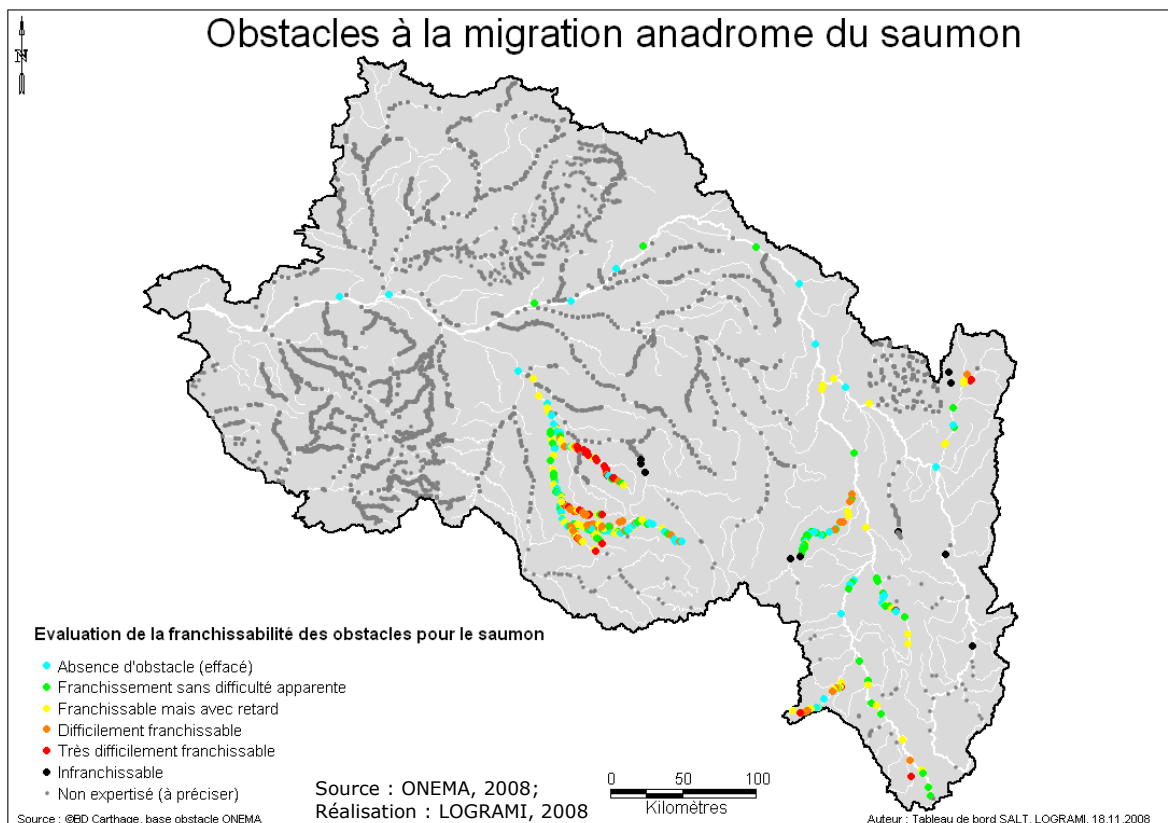 Obstacles à la migration anadrome du saumon
N
Evaluation de la franchissabilité des obstacles pour le saumon
Absence d'obstacle (effacé)
Franchissement sans difficulté apparente
Franchissable mais avec retard
Difficilement franchissable
Très difficilement franchissable
Infranchissable
Non expertisé (à préciser)
Source : ONEMA, 2008;
Réalisation : LOGRAMI, 2008
0 50 100
Kilomètres
Source : ©BD Carthage, base obstacle ONEMA
Auteur : Tableau de bord SALT, LOGRAMI, 18.11.2008